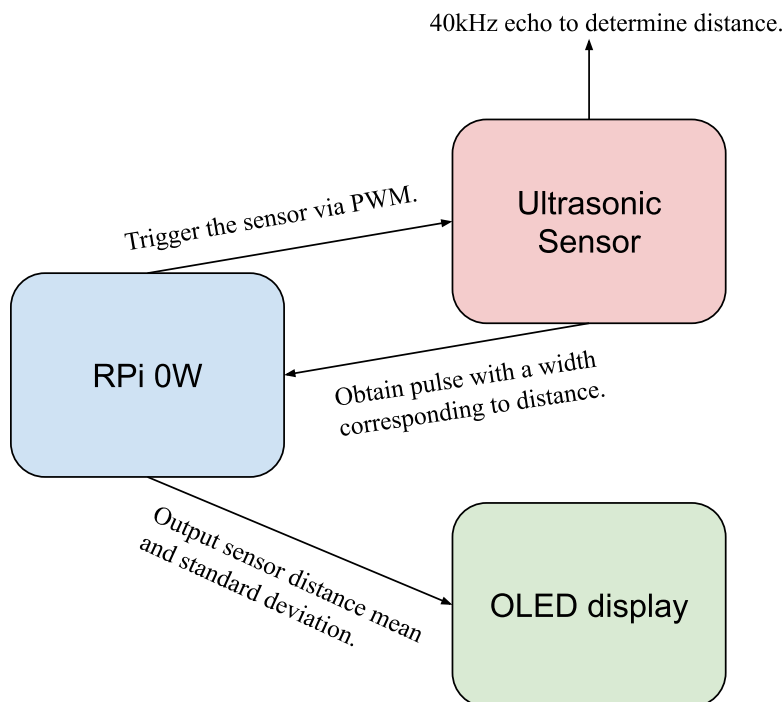 40kHz echo to determine distance.
Trigger the sensor via PWM.
Ultrasonic
Sensor
RPi 0W
Obtain pulse with a width
corresponding to distance.
Output sensor distance mean
and standard deviation.
OLED display